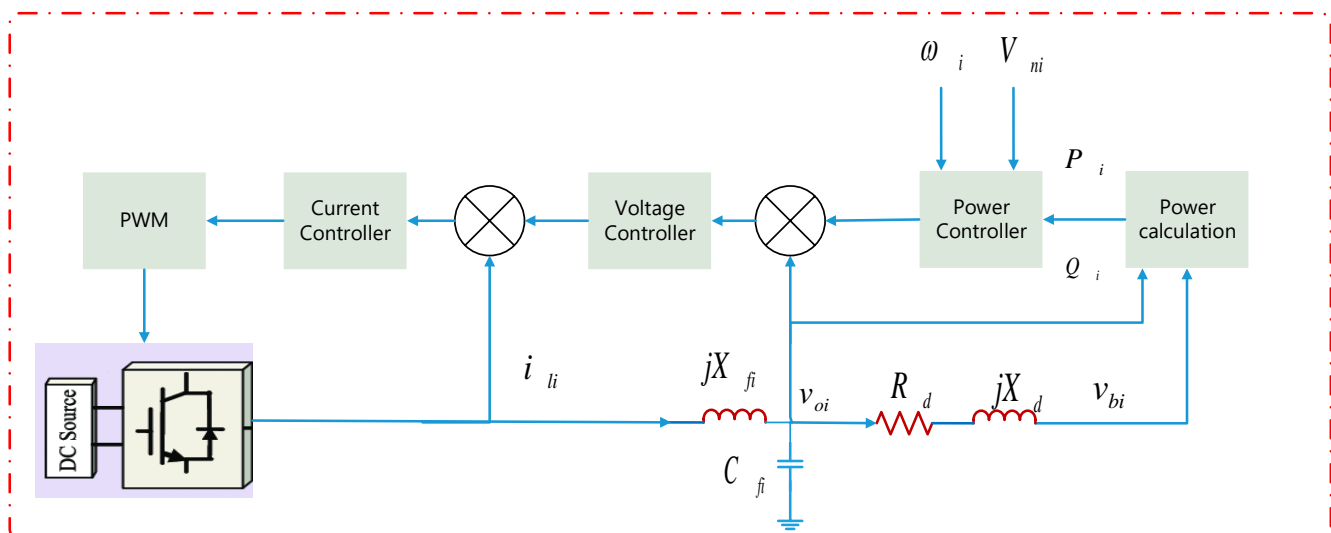 ω i V ni
P i
PWM
Current
Controller
Voltage
Controller
Power
Controller
Power
calculation
Q i
DC Source
i li
jX fi
v oi
R d
jX d
v bi
C fi